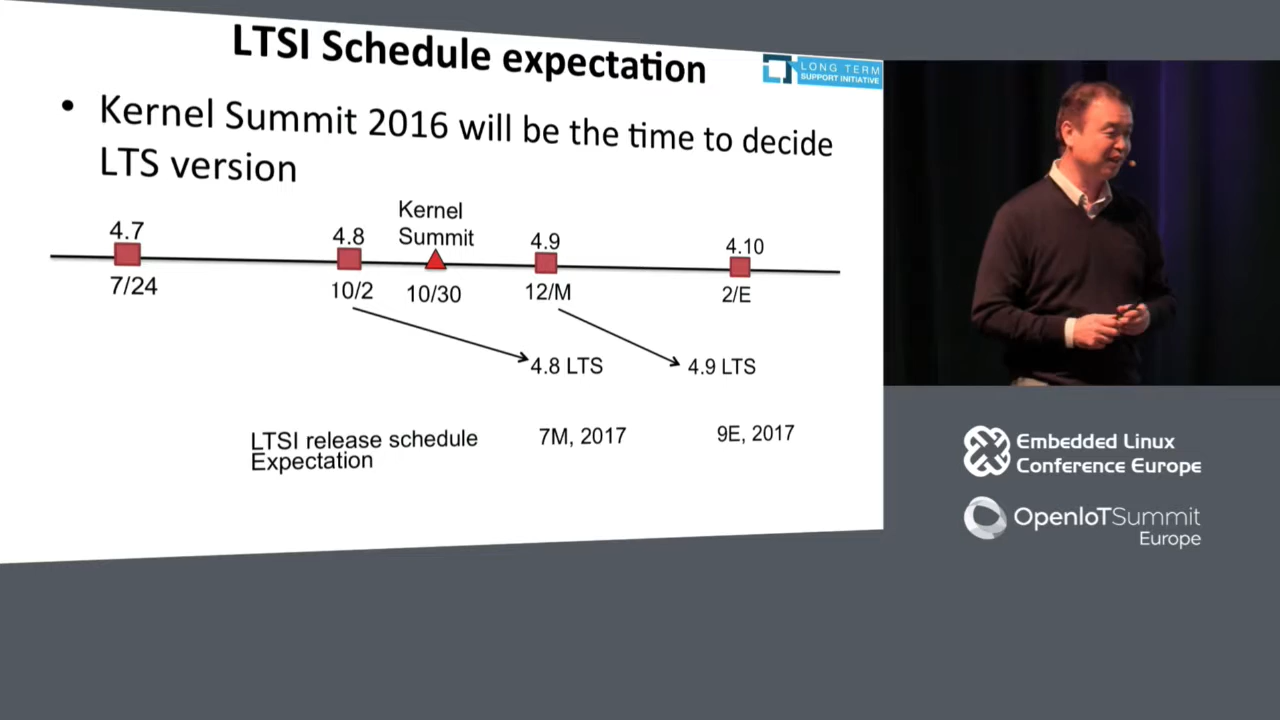 LTSI Schedule expectation
LONG TERM
SUPPORT INITIATIVE
• Kernel Summit 2016 will be the time to decide
LTS version
Kernel
Summit
4.7
4.8
4.9
4.10
7/24
10/2
10/30
12/M
2/E
4.8 LTS
4.9 LTS
LTSI release schedule
Expectation
7M, 2017
9E, 2017
Embedded Linux
Conference Europe
OpenIoTSummit
Europe